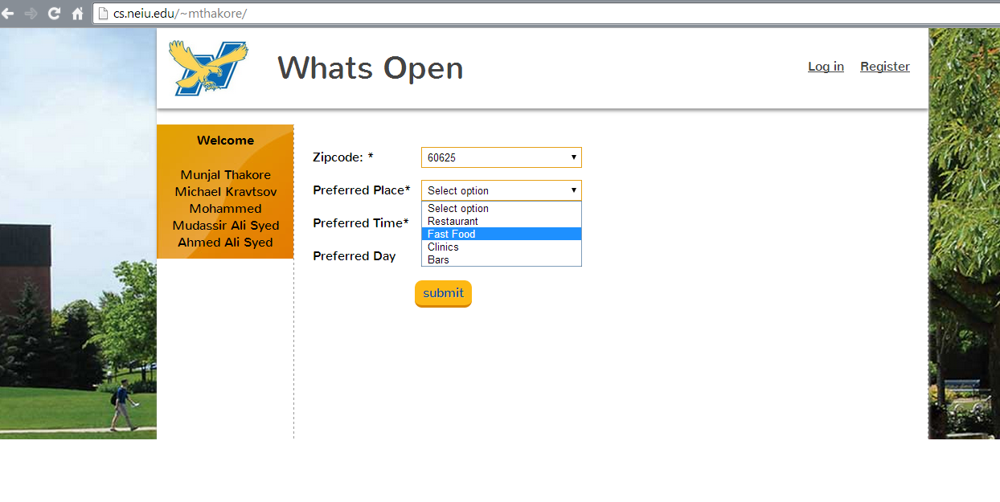 cs.neiu.edu/~mthakore/
Whats Open
Log in
Register
Welcome
Munjal Thakore
Michael Kravtsov
Mohammed
Mudassir Ali Syed
Ahmed Ali Syed
Zipcode: *
60625
Preferred Place*
Select option
Select option
Restaurant
Fast Food
Clinics
Bars
Preferred Time*
Preferred Day
submit